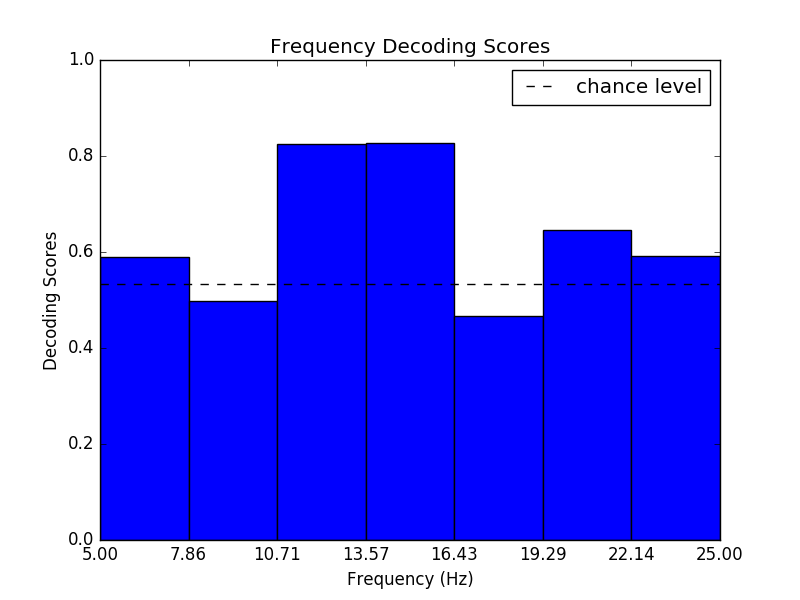 Frequency Decoding Scores
chance level
Decoding Scores
1.0
0.8
0.6
0.4
0.2
0.0
5.00 7.86 10.71 13.57 16.43 19.29 22.14 25.00
Frequency (Hz)